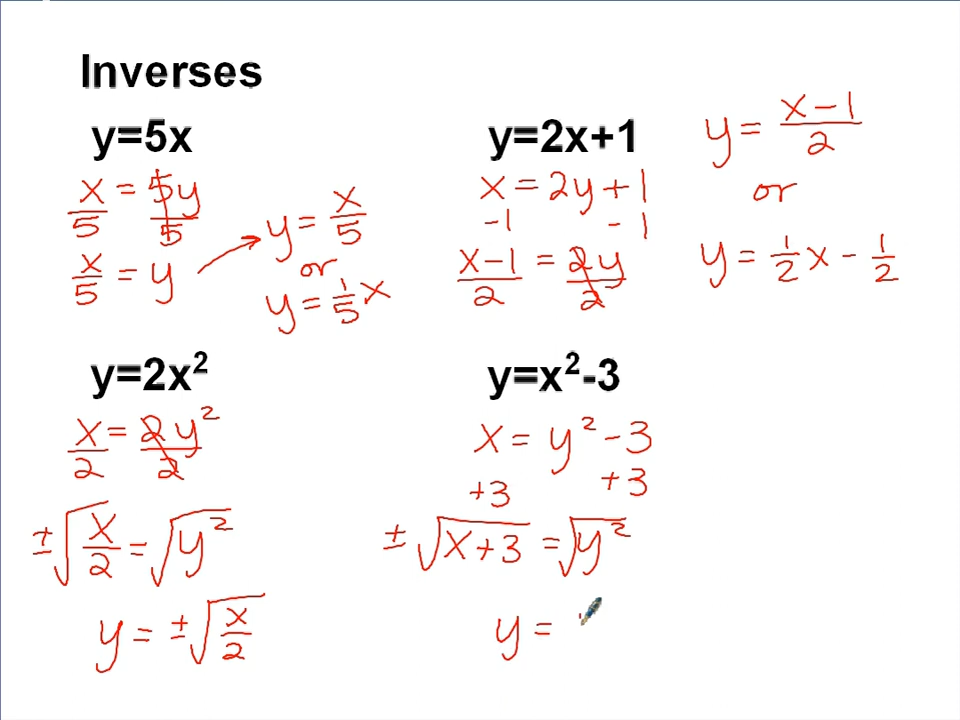 Inverses
y=5x
x = 5y
5 5
x/5 = y
y = x/5
or
y = 1/5 x
y=2x+1
x = 2y + 1
-1 -1
x-1 = 2y
2 2
y = x-1/2
or
y = 1/2 x - 1/2
y=2x²
x = 2y²
2 2
±√x/2 = √y²
y = ±√x/2
y=x²-3
x = y² - 3
+3 +3
±√x+3 = √y²
y =